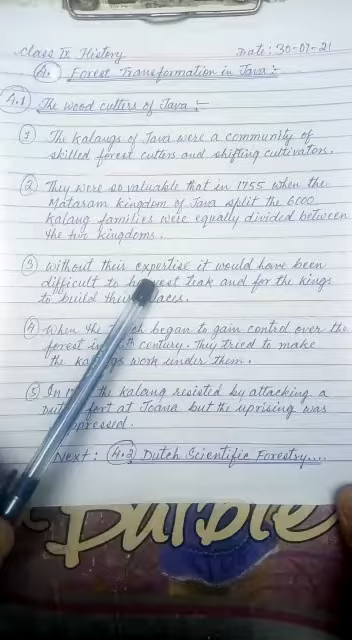 Class IX History Date: 30-07-21
4. Forest Transformation in Java:-
4.1 The wood cutters of Java:-
① The Kalangs of Java were a community of
skilled forest cutters and shifting cultivators.
② They were so valuable that in 1755 when the
Mataram kingdom of Java split the 6000
Kalang families were equally divided between
the two kingdoms.
③ Without their expertise it would have been
difficult to harvest teak and for the kings
to build their
④ When the began to gain control over the
forest in century. They tried to make
the work under them.
⑤ In the Kalang resisted by attacking a
fort at Joana but the uprising was

Next: 4.2 Dutch Scientific Forestry....
Barbie